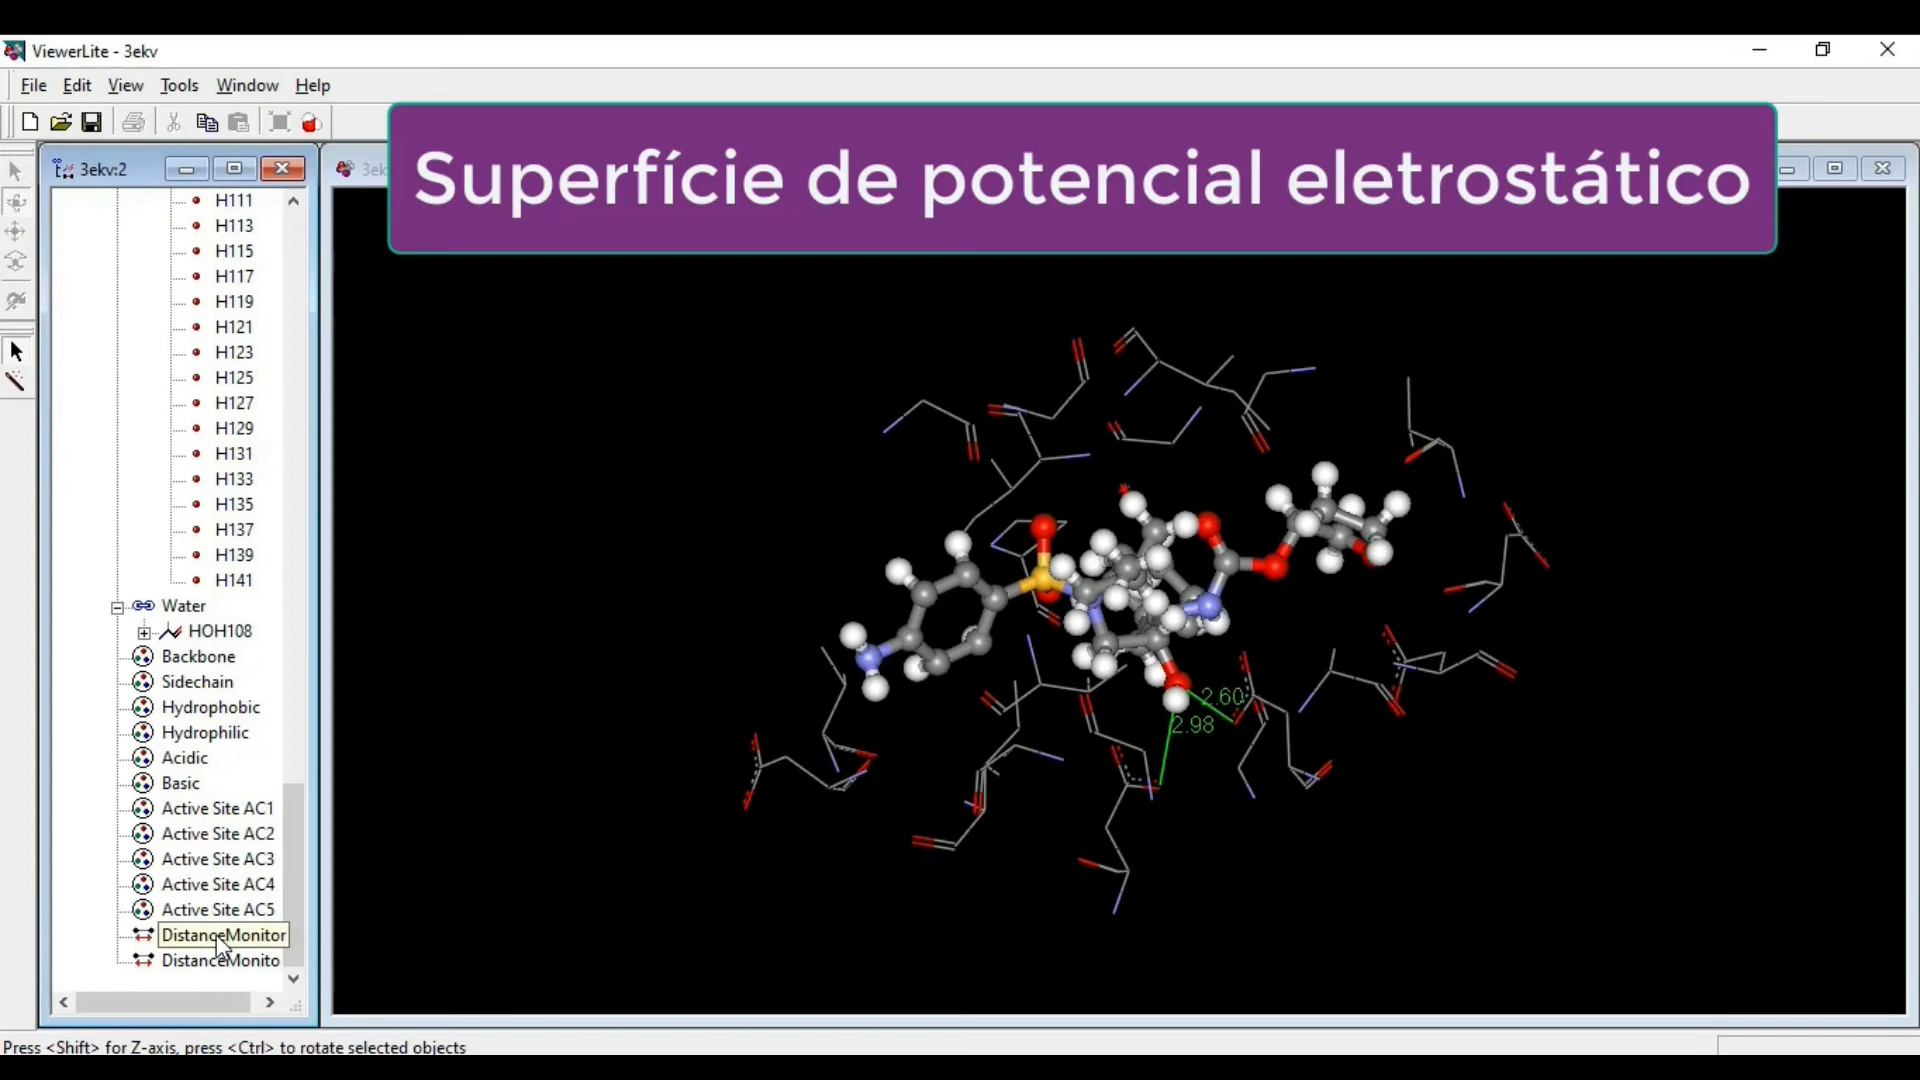 ViewerLite - 3ekv
File Edit View Tools Window Help
Superfície de potencial eletrostático
3ekv:2
H111
H113
H115
H117
H119
H121
H123
H125
H127
H129
H131
H133
H135
H137
H139
H141
Water
HOH108
Backbone
Sidechain
Hydrophobic
Hydrophilic
Acidic
Basic
Active Site AC1
Active Site AC2
Active Site AC3
Active Site AC4
Active Site AC5
DistanceMonitor
DistanceMonito
2.60
2.98
Press <Shift> for Z-axis, press <Ctrl> to rotate selected objects